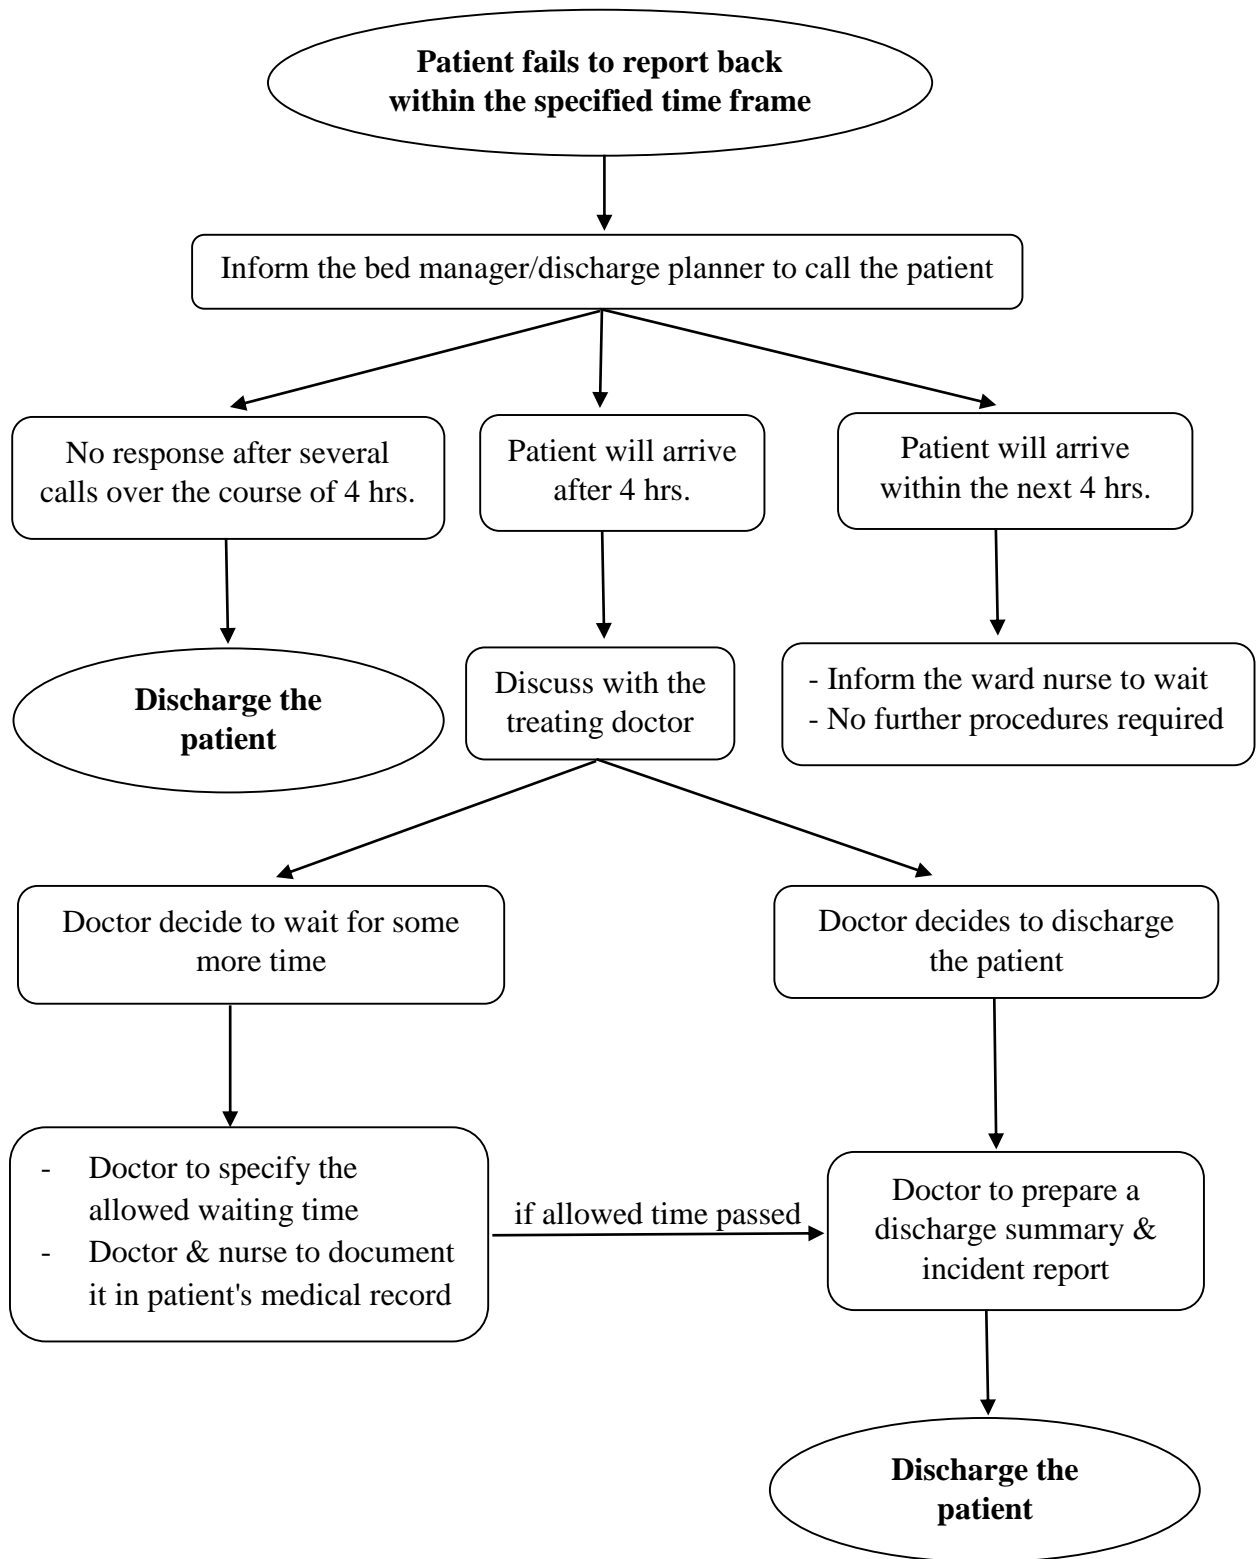 Patient fails to report back
within the specified time frame
Inform the bed manager/discharge planner to call the patient
No response after several
calls over the course of 4 hrs.
Patient will arrive
after 4 hrs.
Patient will arrive
within the next 4 hrs.
Discharge the
patient
Discuss with the
treating doctor
- Inform the ward nurse to wait
- No further procedures required
Doctor decide to wait for some
more time
Doctor decides to discharge
the patient
- Doctor to specify the
allowed waiting time
- Doctor & nurse to document
it in patient's medical record
if allowed time passed
Doctor to prepare a
discharge summary &
incident report
Discharge the
patient